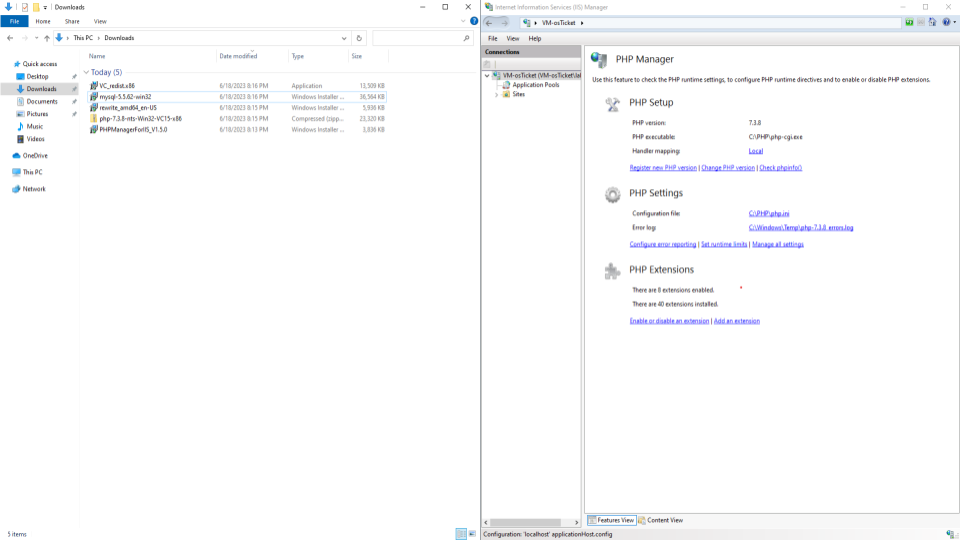 Downloads
File
Home
Share
View
This PC
Downloads
Name
Date modified
Type
Size
Quick access
Desktop
Downloads
Documents
Pictures
Music
Videos
OneDrive
This PC
Network
Today (5)
VC_redist.x86 6/18/2023 8:16 PM Application 13,509 KB
mysql-5.5.62-win32 6/18/2023 8:16 PM Windows Installer ... 36,564 KB
rewrite_amd64_en-US 6/18/2023 8:15 PM Windows Installer ... 5,936 KB
php-7.3.8-nts-Win32-VC15-x86 6/18/2023 8:15 PM Compressed (zipp... 23,320 KB
PHPManagerForIIS_V1.5.0 6/18/2023 8:13 PM Windows Installer ... 3,836 KB
5 items
Internet Information Services (IIS) Manager
VM-osTicket
File
View
Help
Connections
VM-osTicket (VM-osTicket\lal
Application Pools
Sites
PHP Manager
Use this feature to check the PHP runtime settings, to configure PHP runtime directives and to enable or disable PHP extensions.
PHP Setup
PHP version: 7.3.8
PHP executable: C:\PHP\php-cgi.exe
Handler mapping: Local
Register new PHP version | Change PHP version | Check phpinfo()
PHP Settings
Configuration file: C:\PHP\php.ini
Error log: C:\Windows\Temp\php-7.3.8_errors.log
Configure error reporting | Set runtime limits | Manage all settings
PHP Extensions
There are 8 extensions enabled.
There are 40 extensions installed.
Enable or disable an extension | Add an extension
Features View
Content View
Configuration: 'localhost' applicationHost.config